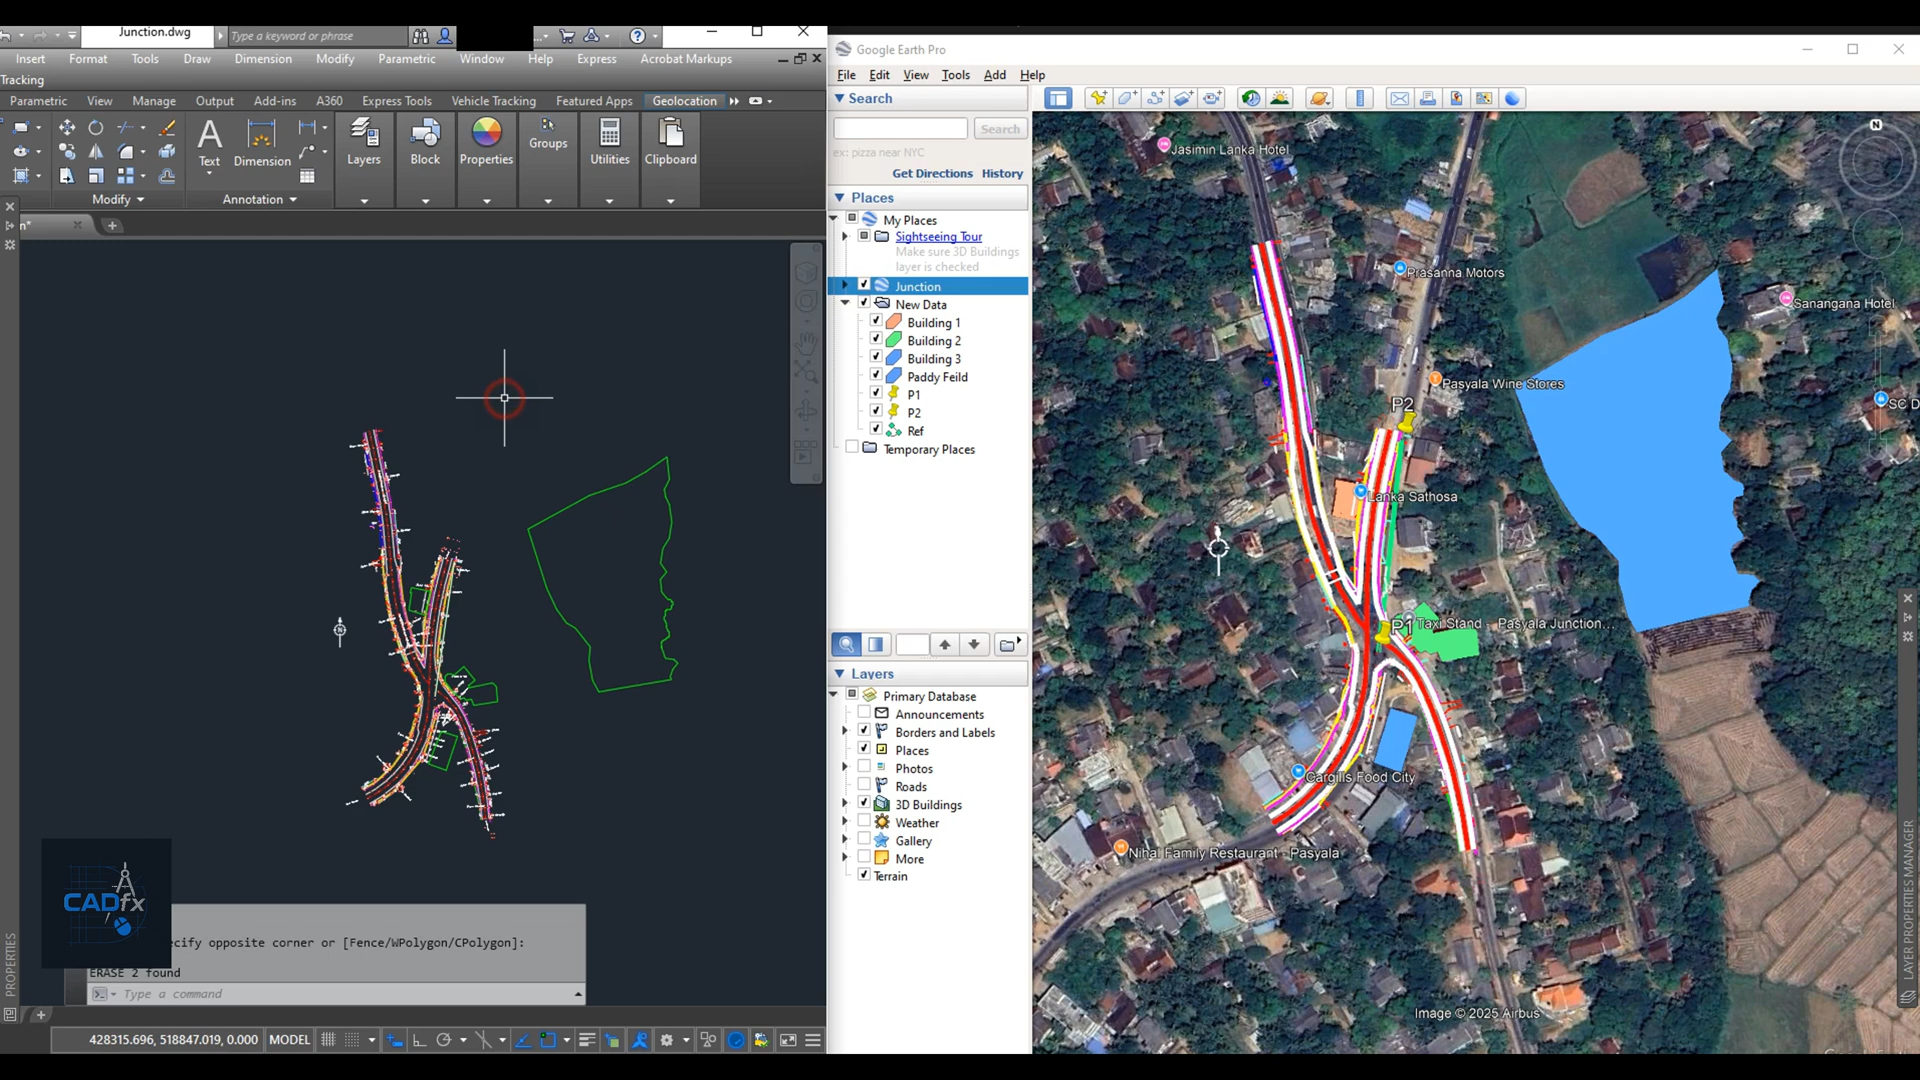 Junction.dwg
Type a keyword or phrase
Insert Format Tools Draw Dimension Modify Parametric Window Help Express Acrobat Markups
Tracking
Parametric View Manage Output Add-ins A360 Express Tools Vehicle Tracking Featured Apps Geolocation
Text
Dimension
Layers
Block
Properties
Groups
Utilities
Clipboard
Modify
Annotation
n*
CADfx
ecify opposite corner or [Fence/WPolygon/CPolygon]:
ERASE 2 found
Type a command
PROPERTIES
428315.696, 518847.019, 0.000 MODEL
Google Earth Pro
File Edit View Tools Add Help
Search
Search
ex: pizza near NYC
Get Directions History
Places
My Places
Sightseeing Tour
Make sure 3D Buildings
layer is checked
Junction
New Data
Building 1
Building 2
Building 3
Paddy Feild
P1
P2
Ref
Temporary Places
Layers
Primary Database
Announcements
Borders and Labels
Places
Photos
Roads
3D Buildings
Weather
Gallery
More
Terrain
N
Jasimin Lanka Hotel
Prasanna Motors
Sanangana Hotel
Pasyala Wine Stores
SC D
P2
Lanka Sathosa
P1
Taxi Stand - Pasyala Junction...
Cargills Food City
Nihal Family Restaurant - Pasyala
Image © 2025 Airbus
LAYER PROPERTIES MANAGER